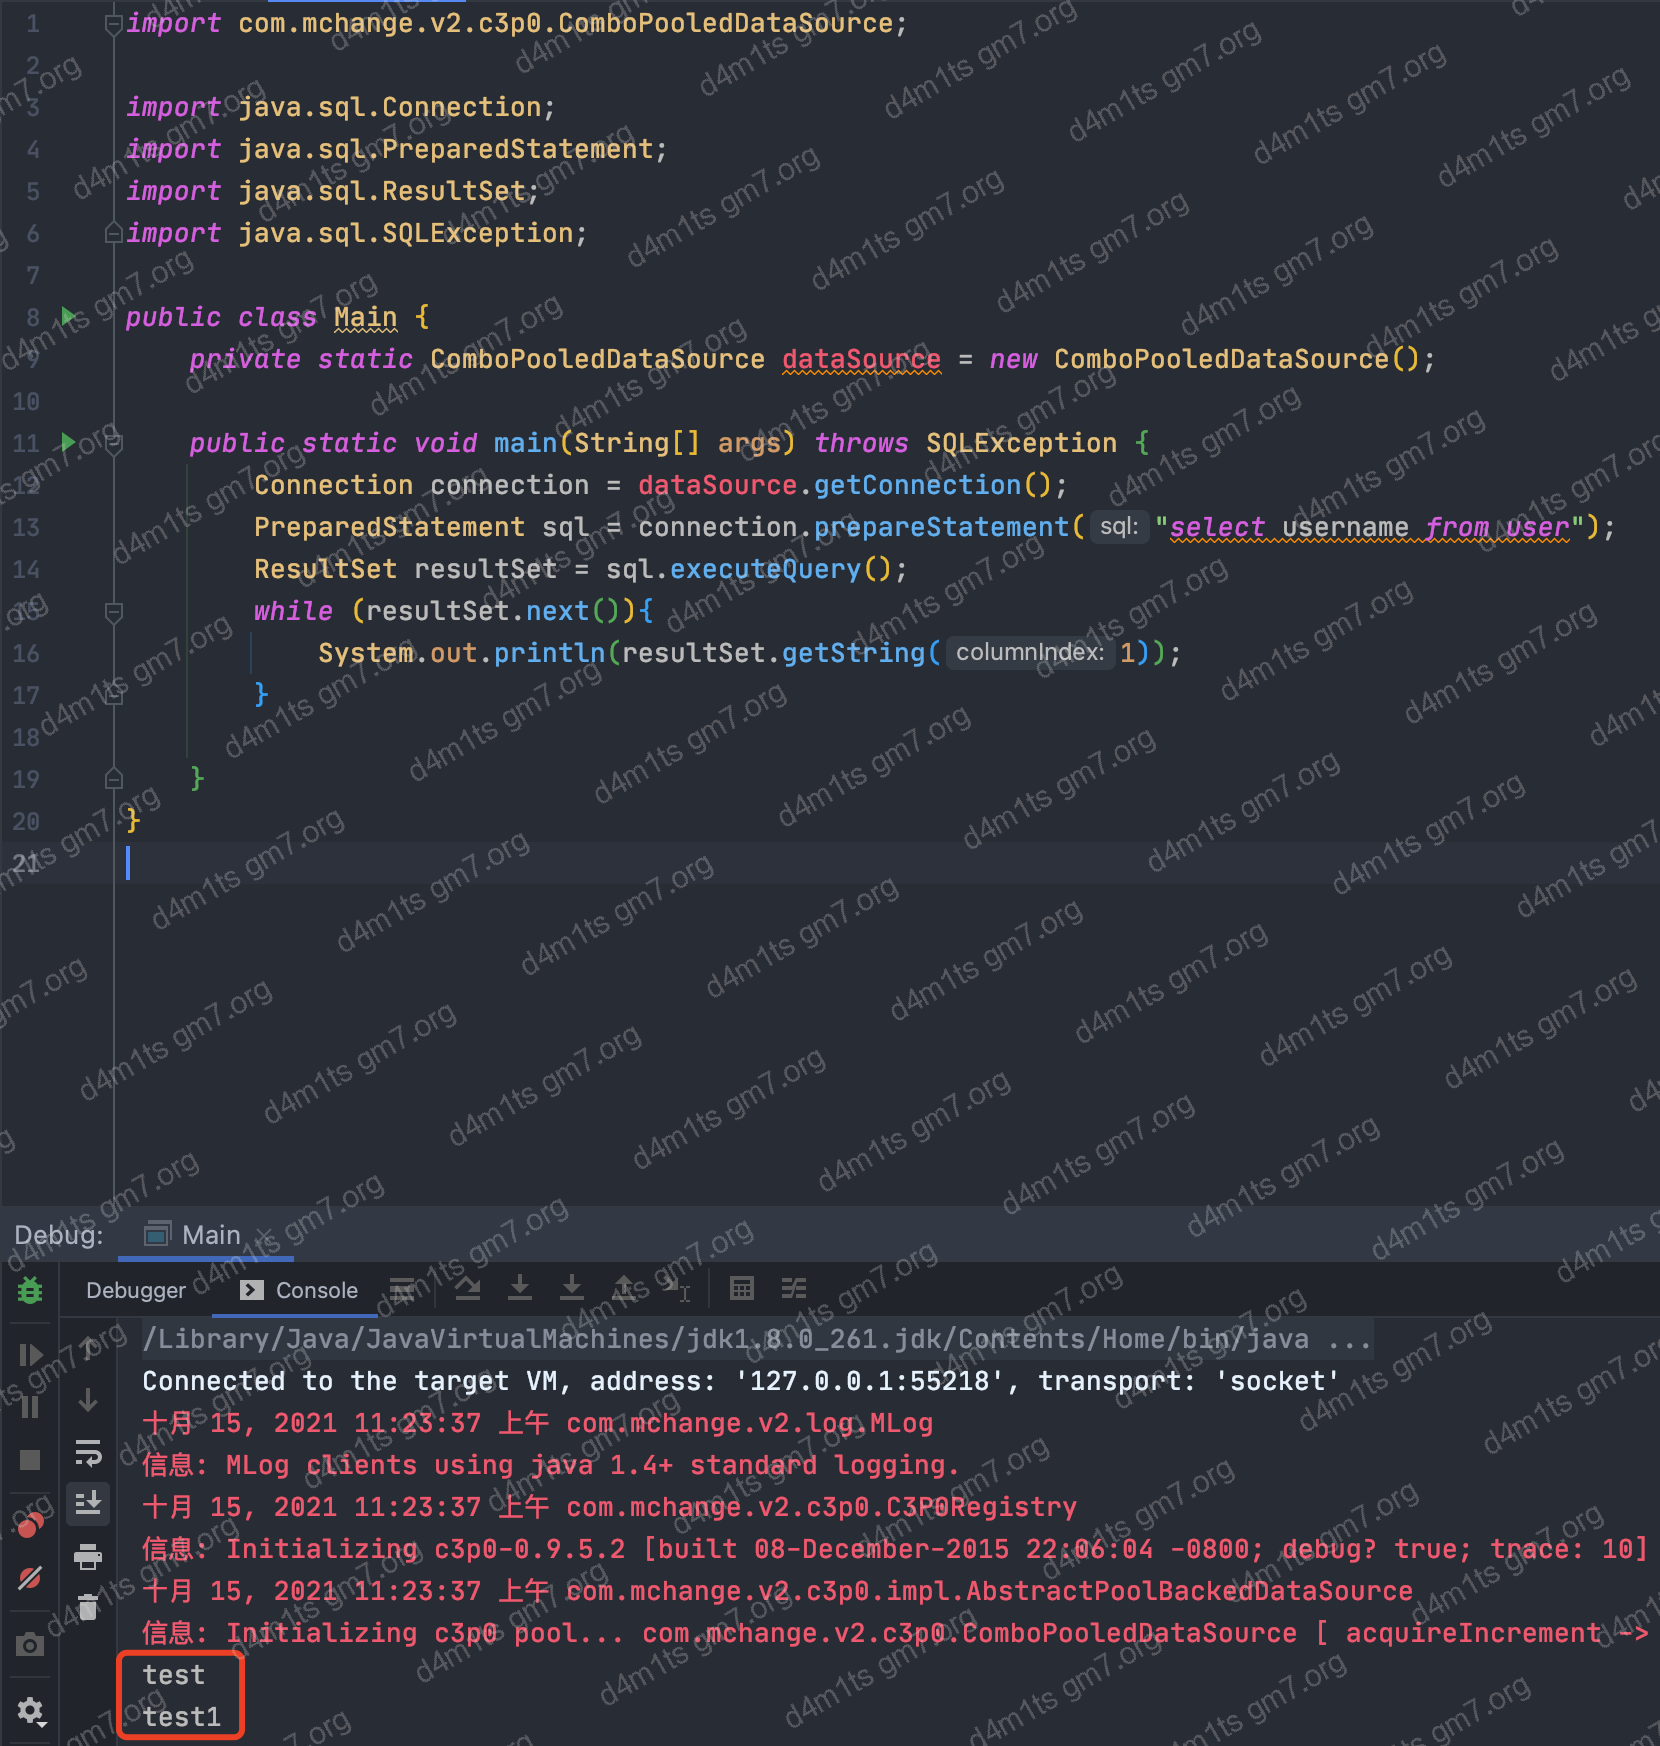 1 import com.mchange.v2.c3p0.ComboPooledDataSource;
2
3 import java.sql.Connection;
4 import java.sql.PreparedStatement;
5 import java.sql.ResultSet;
6 import java.sql.SQLException;
7
8 public class Main {
9 private static ComboPooledDataSource dataSource = new ComboPooledDataSource();
10
11 public static void main(String[] args) throws SQLException {
12 Connection connection = dataSource.getConnection();
13 PreparedStatement sql = connection.prepareStatement( sql: "select username from user");
14 ResultSet resultSet = sql.executeQuery();
15 while (resultSet.next()){
16 System.out.println(resultSet.getString( columnIndex: 1));
17 }
18
19 }
20 }
21
Debug: Main
Debugger Console
/Library/Java/JavaVirtualMachines/jdk1.8.0_261.jdk/Contents/Home/bin/java ...
Connected to the target VM, address: '127.0.0.1:55218', transport: 'socket'
十月 15, 2021 11:23:37 上午 com.mchange.v2.log.MLog
信息: MLog clients using java 1.4+ standard logging.
十月 15, 2021 11:23:37 上午 com.mchange.v2.c3p0.C3P0Registry
信息: Initializing c3p0-0.9.5.2 [built 08-December-2015 22:06:04 -0800; debug? true; trace: 10]
十月 15, 2021 11:23:37 上午 com.mchange.v2.c3p0.impl.AbstractPoolBackedDataSource
信息: Initializing c3p0 pool... com.mchange.v2.c3p0.ComboPooledDataSource [ acquireIncrement ->
test
test1
d4m1ts gm7.org